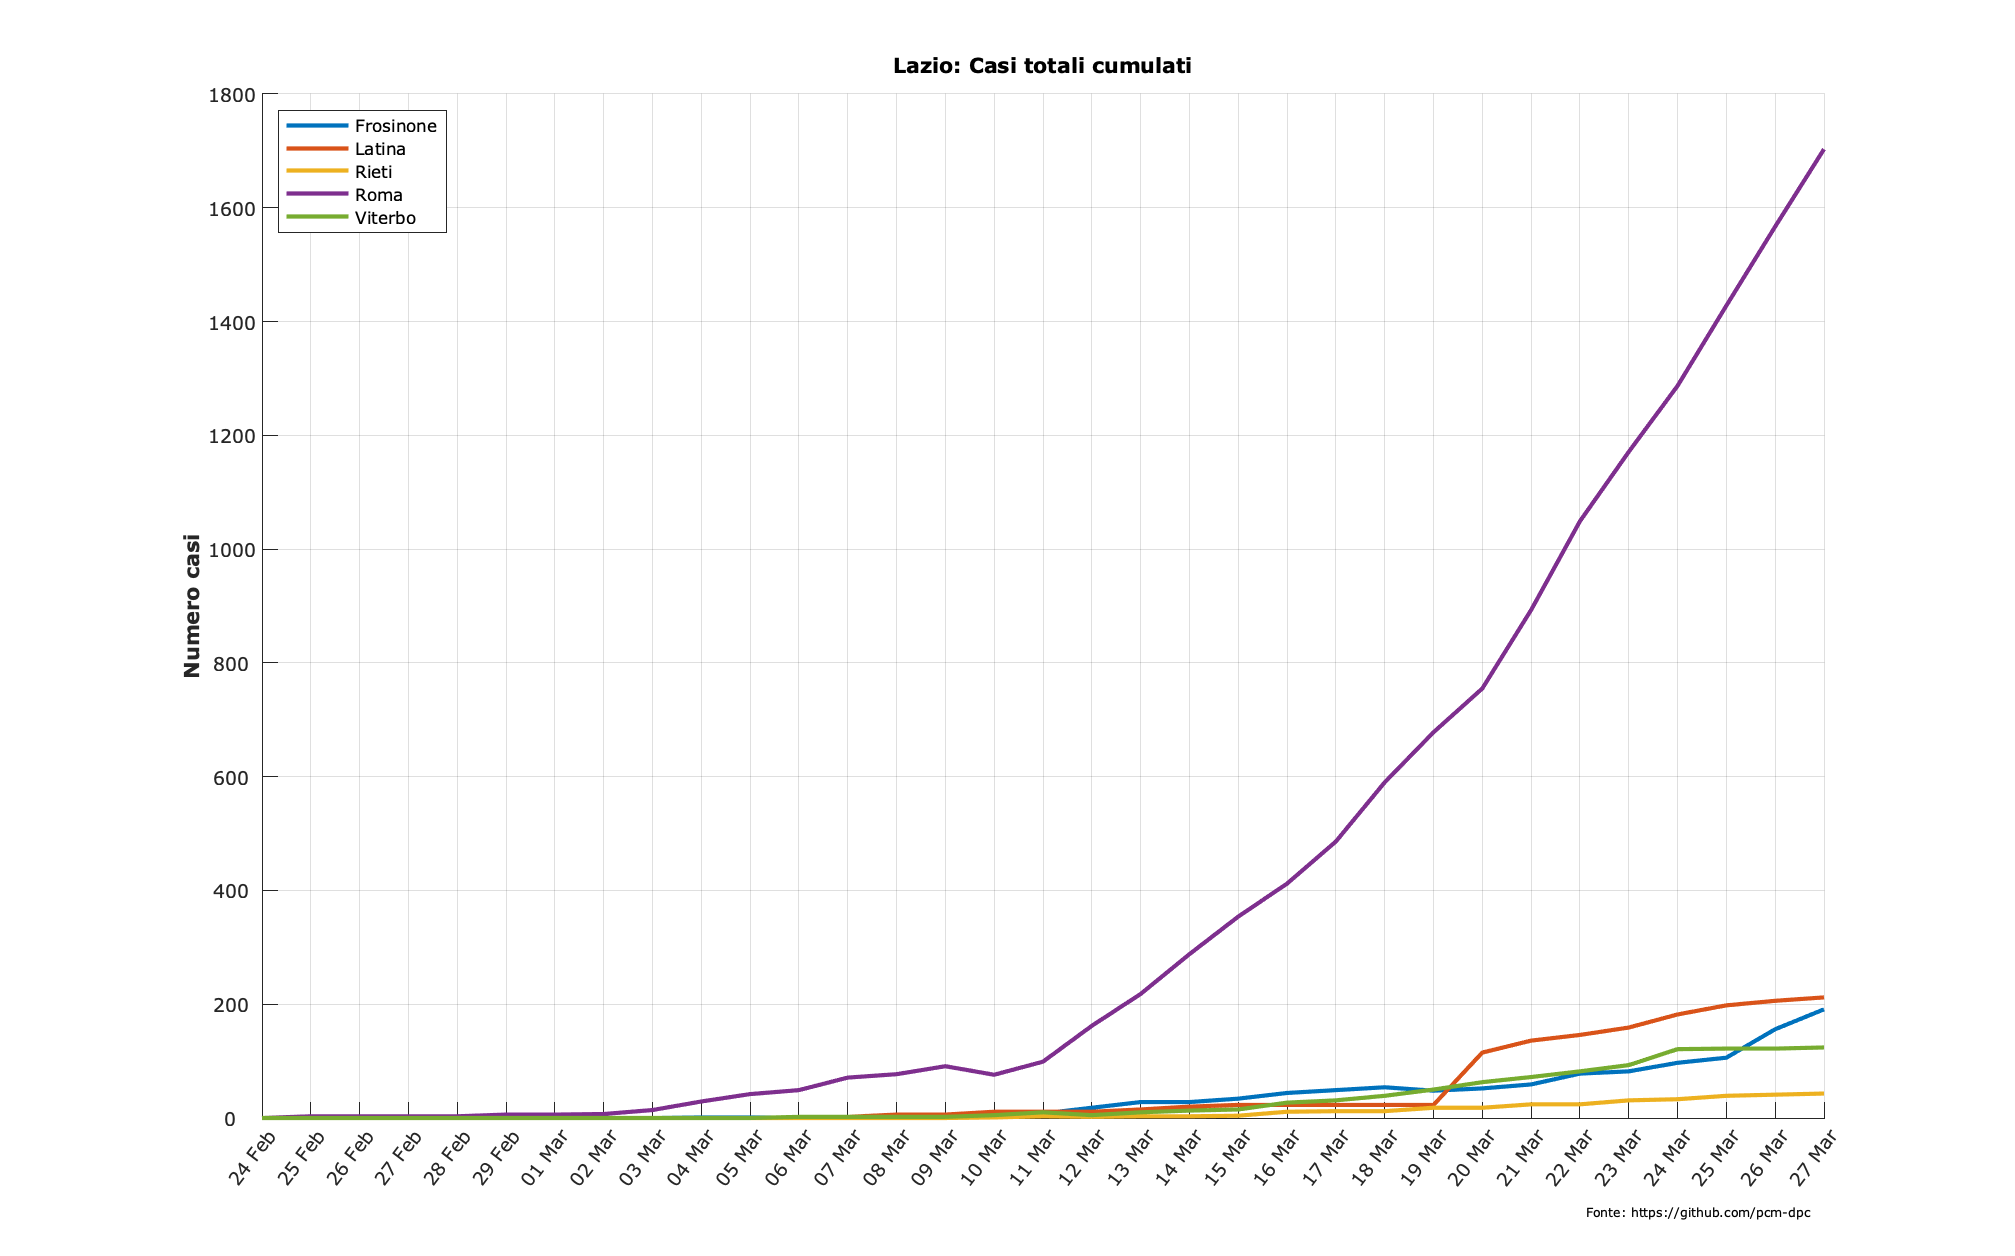 Lazio: Casi totali cumulati
1800
1600
1400
1200
1000
800
600
400
200
0
Numero casi
Frosinone
Latina
Rieti
Roma
Viterbo
24 Feb
25 Feb
26 Feb
27 Feb
28 Feb
29 Feb
01 Mar
02 Mar
03 Mar
04 Mar
05 Mar
06 Mar
07 Mar
08 Mar
09 Mar
10 Mar
11 Mar
12 Mar
13 Mar
14 Mar
15 Mar
16 Mar
17 Mar
18 Mar
19 Mar
20 Mar
21 Mar
22 Mar
23 Mar
24 Mar
25 Mar
26 Mar
27 Mar
Fonte: https://github.com/pcm-dpc